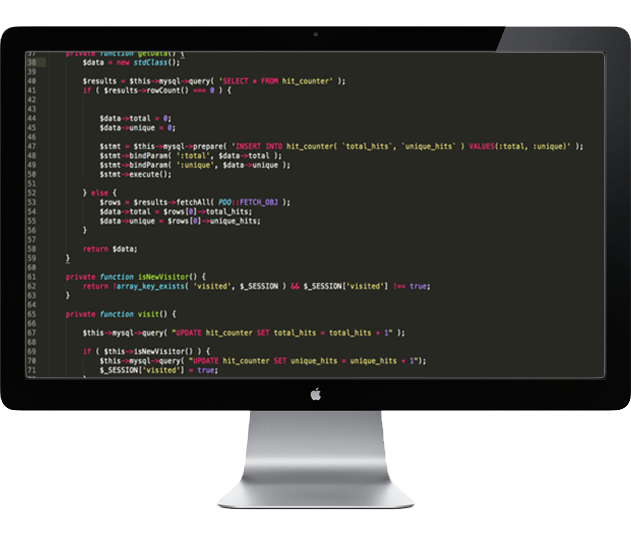 37 private function getData() {
38 $data = new stdClass();
39
40 $results = $this->mysql->query( 'SELECT * FROM hit_counter' );
41 if ( $results->rowCount() === 0 ) {
42
43
44 $data->total = 0;
45 $data->unique = 0;
46
47 $stmt = $this->mysql->prepare( 'INSERT INTO hit_counter( `total_hits`, `unique_hits` ) VALUES(:total, :unique)' );
48 $stmt->bindParam( ':total', $data->total );
49 $stmt->bindParam( ':unique', $data->unique );
50 $stmt->execute();
51
52 } else {
53 $rows = $results->fetchAll( PDO::FETCH_OBJ );
54 $data->total = $rows[0]->total_hits;
55 $data->unique = $rows[0]->unique_hits;
56 }
57
58 return $data;
59 }
60
61 private function isNewVisitor() {
62 return !array_key_exists( 'visited', $_SESSION ) && $_SESSION['visited'] !== true;
63 }
64
65 private function visit() {
66
67 $this->mysql->query( "UPDATE hit_counter SET total_hits = total_hits + 1" );
68
69 if ( $this->isNewVisitor() ) {
70 $this->mysql->query( "UPDATE hit_counter SET unique_hits = unique_hits + 1");
71 $_SESSION['visited'] = true;